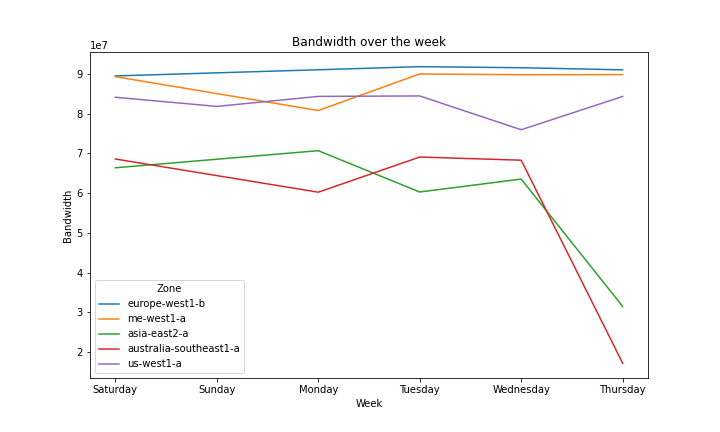 Bandwidth over the week
1e7
9
8
7
6
5
4
3
2
Bandwidth
Zone
europe-west1-b
me-west1-a
asia-east2-a
australia-southeast1-a
us-west1-a
Saturday Sunday Monday Tuesday Wednesday Thursday
Week